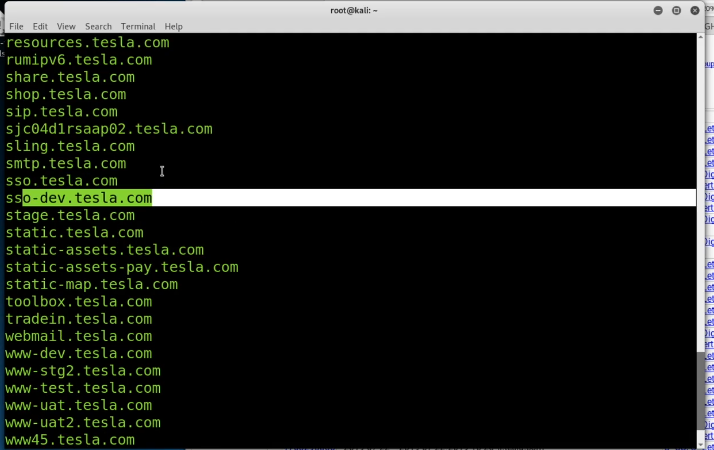 root@kali: ~
File Edit View Search Terminal Help
resources.tesla.com
rumipv6.tesla.com
share.tesla.com
shop.tesla.com
sip.tesla.com
sjc04d1rsaap02.tesla.com
sling.tesla.com
smtp.tesla.com
sso.tesla.com
sso-dev.tesla.com
stage.tesla.com
static.tesla.com
static-assets.tesla.com
static-assets-pay.tesla.com
static-map.tesla.com
toolbox.tesla.com
tradein.tesla.com
webmail.tesla.com
www-dev.tesla.com
www-stg2.tesla.com
www-test.tesla.com
www-uat.tesla.com
www-uat2.tesla.com
www45.tesla.com